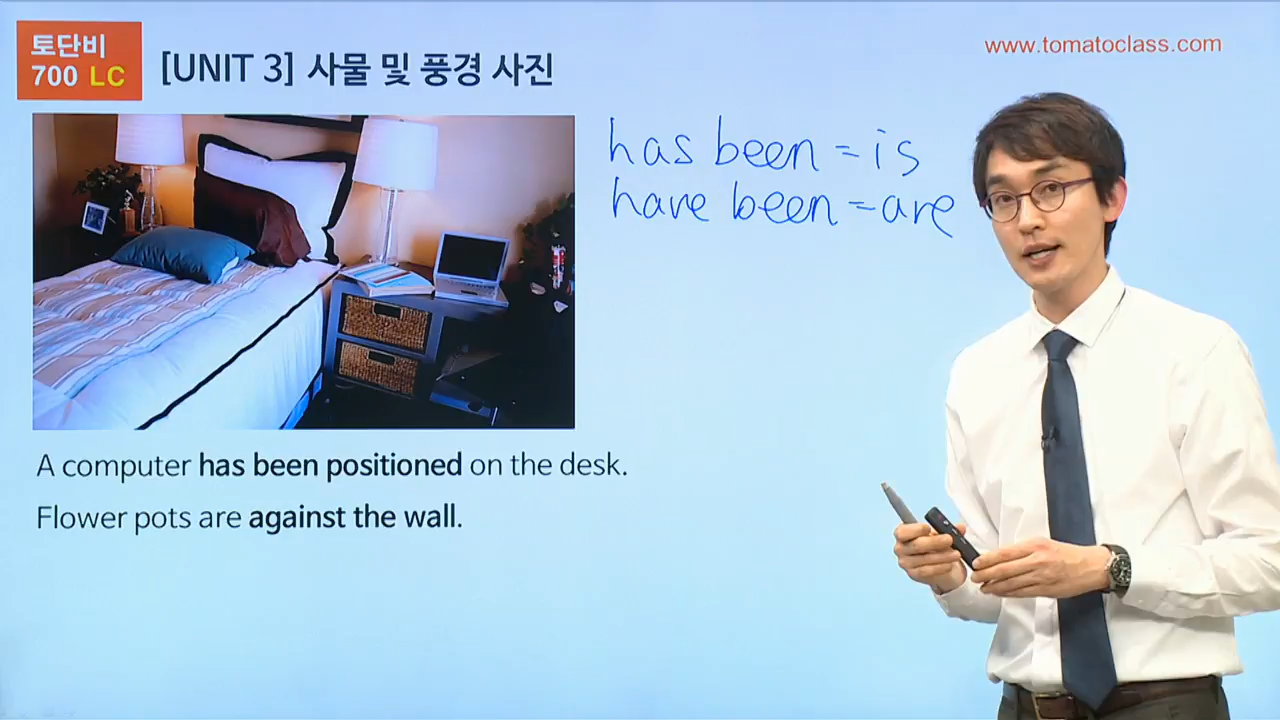 토단비
700 LC
[UNIT 3] 사물 및 풍경 사진
www.tomatoclass.com
has been = is
have been = are
A computer has been positioned on the desk.
Flower pots are against the wall.